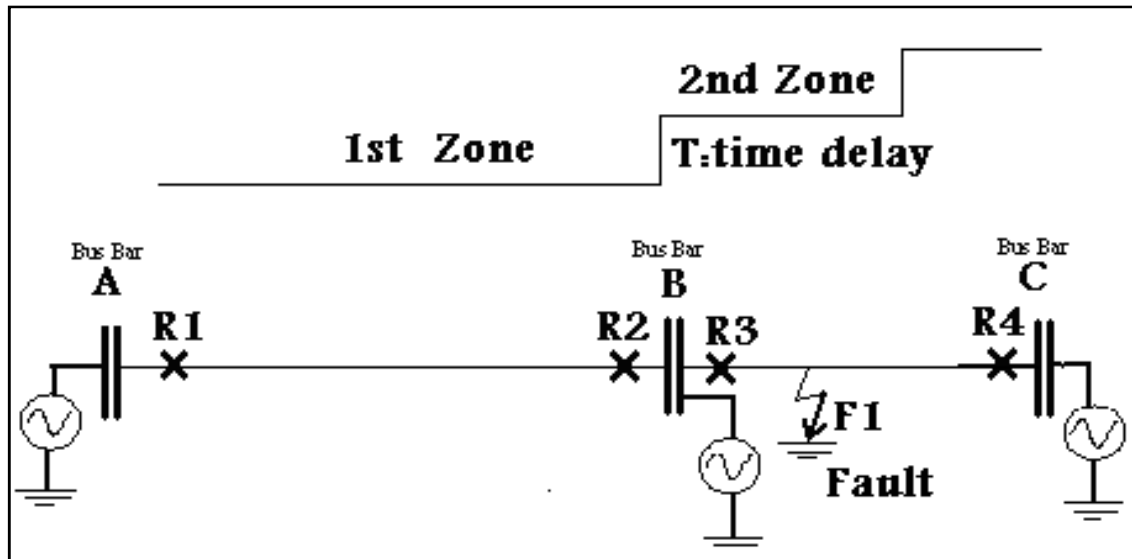 2nd Zone
1st Zone
T:time delay
Bus Bar
A
Bus Bar
B
Bus Bar
C
R1
R2
R3
R4
F1
Fault